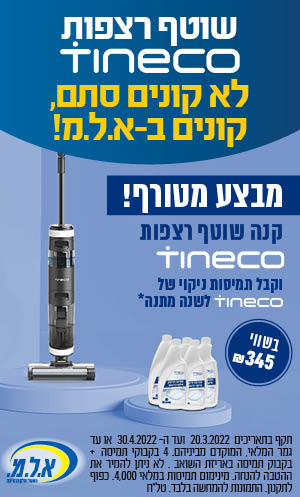 שוטף רצפות
TINECO
לא קונים סתם,
קונים ב-א.ל.מ!
מבצע מטורף!
קנה שוטף רצפות
TINECO
וקבל תמיסות ניקוי של
TINECO לשנה מתנה*
בשווי
345₪
תקף בתאריכים 20.3.2022 ועד ה- 30.4.2022 או עד
גמר המלאי, המוקדם מביניהם. 4 בקבוקי תמיסה +
בקבוק תמיסה באריזת השואב. לא ניתן להמיר את
ההטבה להנחה. מינימום תמיסות במלאי 4,000. כפוף
לתקנון. התמונות להמחשה בלבד. טל"ח
א.ל.מ.